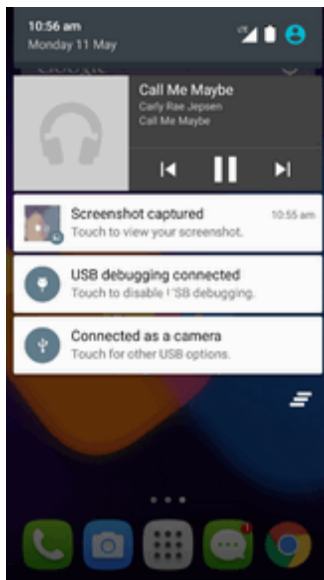 10:56 am
Monday 11 May
LTE
Google
Call Me Maybe
Carly Rae Jepsen
Call Me Maybe
Screenshot captured
10:55 am
Touch to view your screenshot.
USB debugging connected
Touch to disable USB debugging.
Connected as a camera
Touch for other USB options.